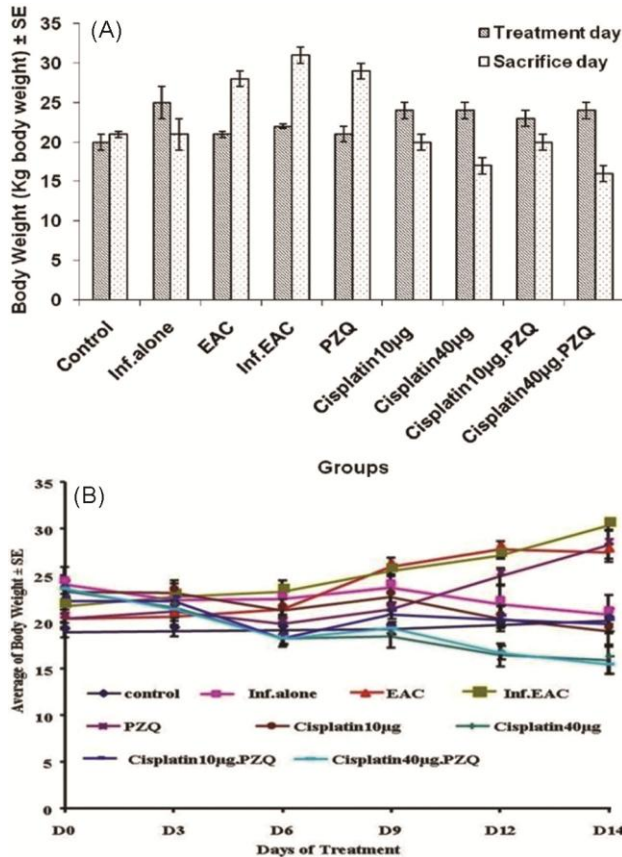 (A)
Treatment day
Sacrifice day
Body Weight (Kg body weight) ± SE
35
30
25
20
15
10
5
0
Control
Inf.alone
EAC
Inf.EAC
PZQ
Cisplatin10µg
Cisplatin40µg
Cisplatin10µg.PZQ
Cisplatin40µg.PZQ
Groups
(B)
Average of Body Weight ± SE
35
30
25
20
15
10
5
0
control Inf.alone EAC Inf.EAC
PZQ Cisplatin10µg Cisplatin40µg
Cisplatin10µg.PZQ Cisplatin40µg.PZQ
D0 D3 D6 D9 D12 D14
Days of Treatment